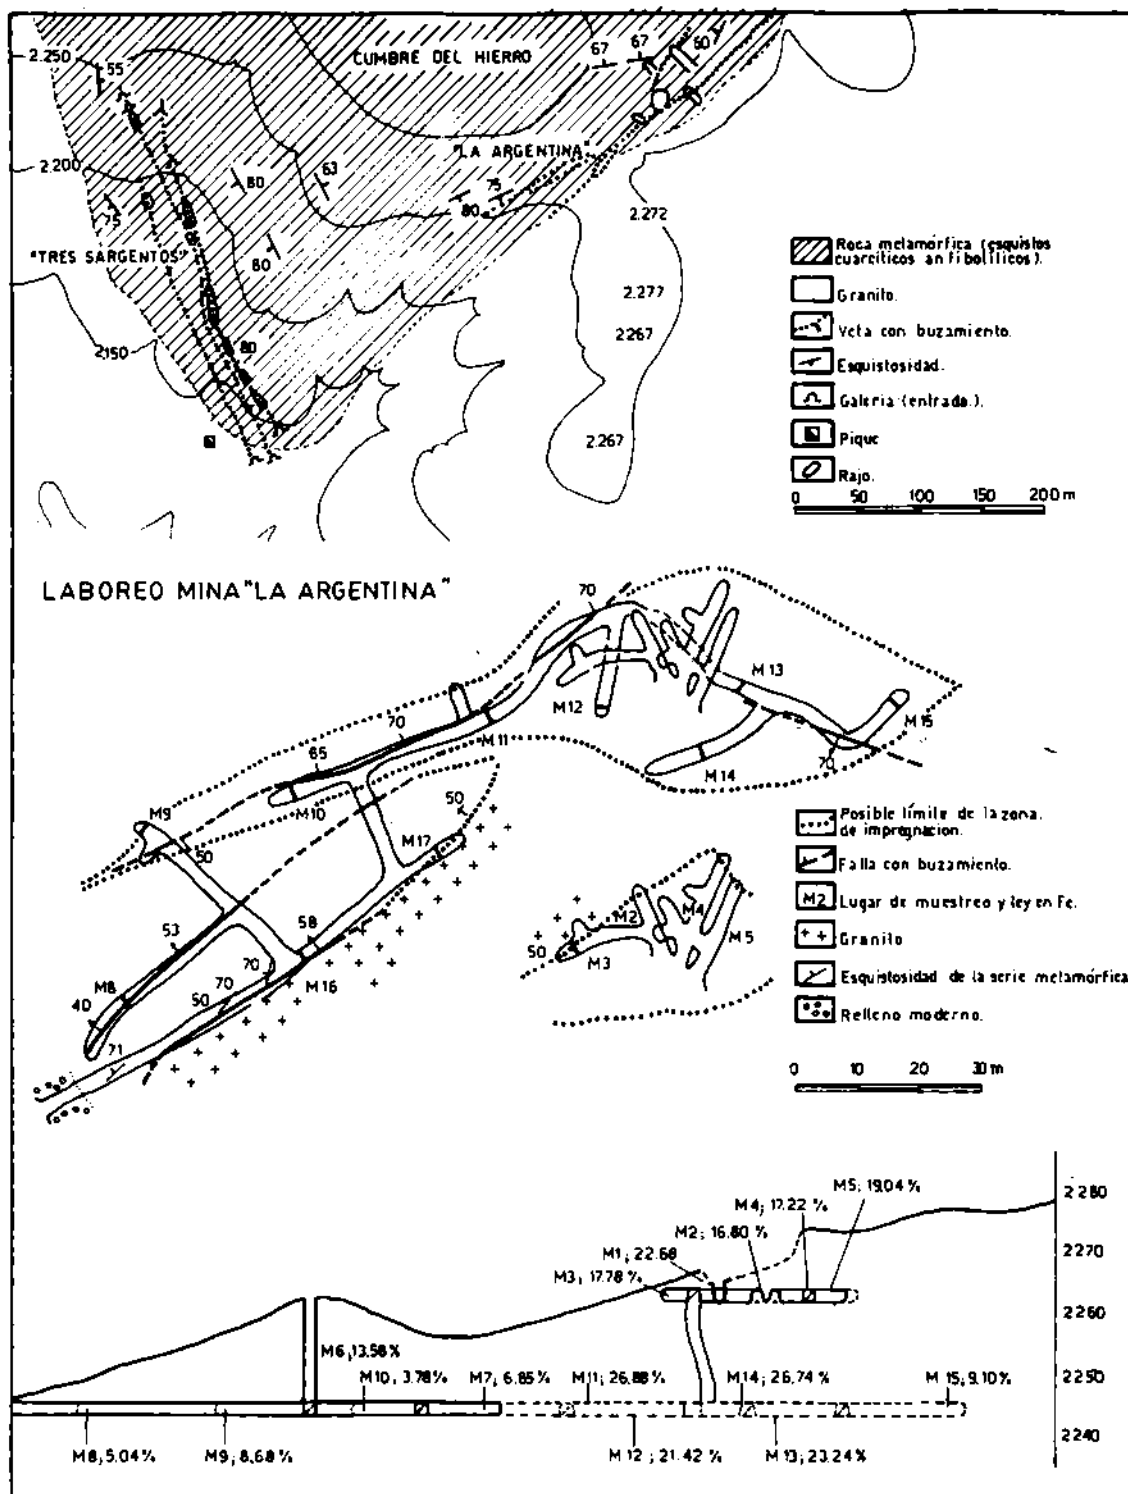 2.250
55
CUMBRE DEL HIERRO
67
67
60
"LA ARGENTINA"
2.200
80
63
75
75
80
2.272
"TRES SARGENTOS"
80
2.277
2.267
2.150
80
2.267
Roca metamórfica (esquistos
cuarcíticos anfibolíticos).
Granito.
Veta con buzamiento.
Esquistosidad.
Galería (entrada.).
Pique
Rajo.
0 50 100 150 200 m
LABOREO MINA "LA ARGENTINA"
70
M 13
M12
M 15
70
M11
65
M 14
70
M10
M9
50
M17
50
53
58
70
M8
M16
70
50
40
71
M2
M4
M5
50
M3
Posible límite de la zona.
de impregnacion.
Falla con buzamiento.
M2
Lugar de muestreo y ley en Fe.
Granito
Esquistosidad de la serie metamórfica
Relleno moderno.
0 10 20 30 m
M5; 19.04 %
M4; 17.22 %
M2; 16.80 %
M1; 22.68
M3; 17.78 %
2 280
2270
2260
2250
2240
M6; 13.58%
M10; 3.78%
M7; 6.85%
M11; 26.88%
M14; 26.74 %
M 15; 9.10%
M8; 5.04%
M9; 8.68%
M 12; 21.42 %
M13; 23.24%